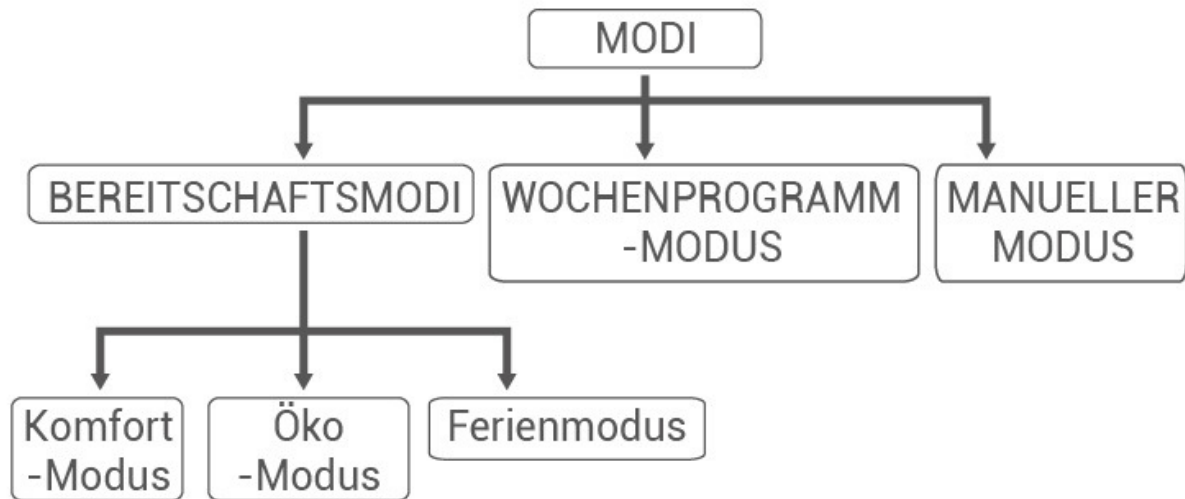 MODI
BEREITSCHAFTSMODI
WOCHENPROGRAMM
-MODUS
MANUELLER
MODUS
Komfort
-Modus
Öko
-Modus
Ferienmodus